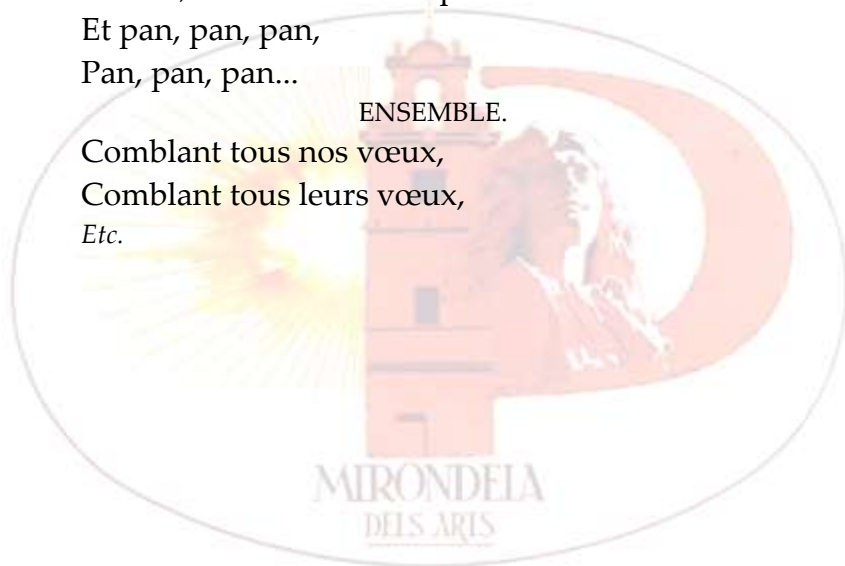 Et pan, pan, pan,
Pan, pan, pan...
ENSEMBLE.
Comblant tous nos vœux,
Comblant tous leurs vœux,
Etc.
MIRONDELA
DELS ARTS